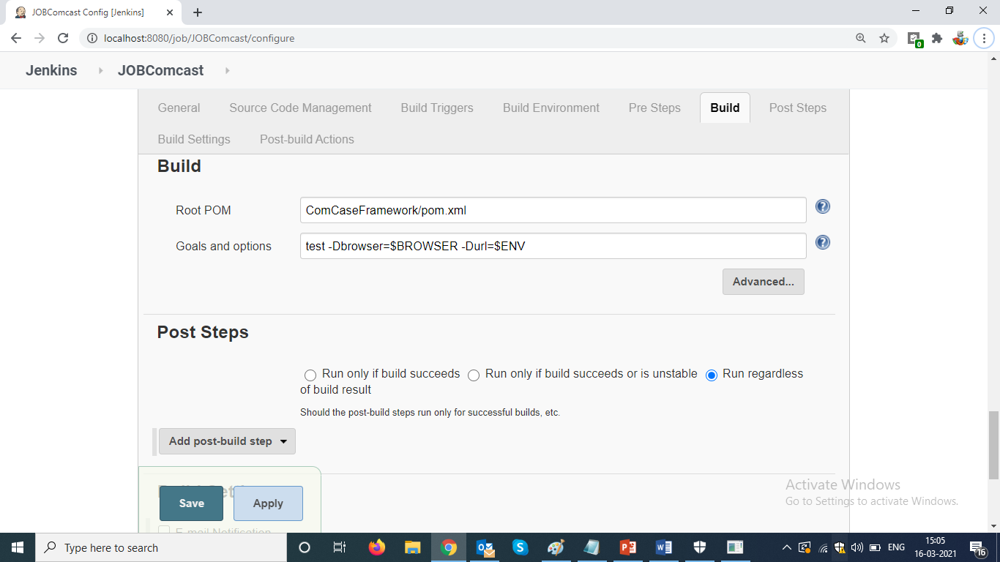 JOBComcast Config [Jenkins]
localhost:8080/job/JOBComcast/configure
0
Jenkins
JOBComcast
General
Source Code Management
Build Triggers
Build Environment
Pre Steps
Build
Post Steps
Build Settings
Post-build Actions
Build
Root POM
ComCaseFramework/pom.xml
Goals and options
test -Dbrowser=$BROWSER -Durl=$ENV
Advanced...
Post Steps
Run only if build succeeds
Run only if build succeeds or is unstable
Run regardless
of build result
Should the post-build steps run only for successful builds, etc.
Add post-build step
Save
Apply
E-mail Notification
Activate Windows
Go to Settings to activate Windows.
Type here to search
ENG
15:05
16-03-2021
16